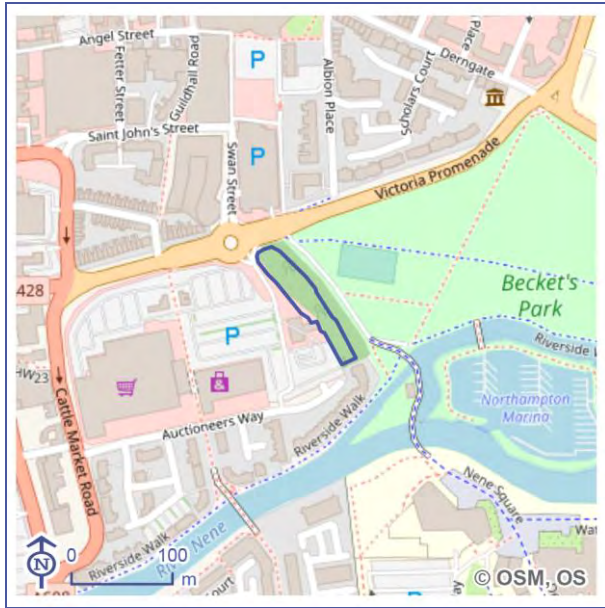 Angel Street
Fetter Street
Guildhall Road
P
Albion Place
Scholars Court
Place
Derngate
Saint John's Street
Swan Street
P
Victoria Promenade
428
Becket's
Park
HW23
P
Riverside Walk
Northampton
Marina
Cattle Market Road
Auctioneers Way
Riverside Walk
Nene Square
River Nene
Riverside Walk
Court
Wat
0 100
m
N
P
© OSM, OS